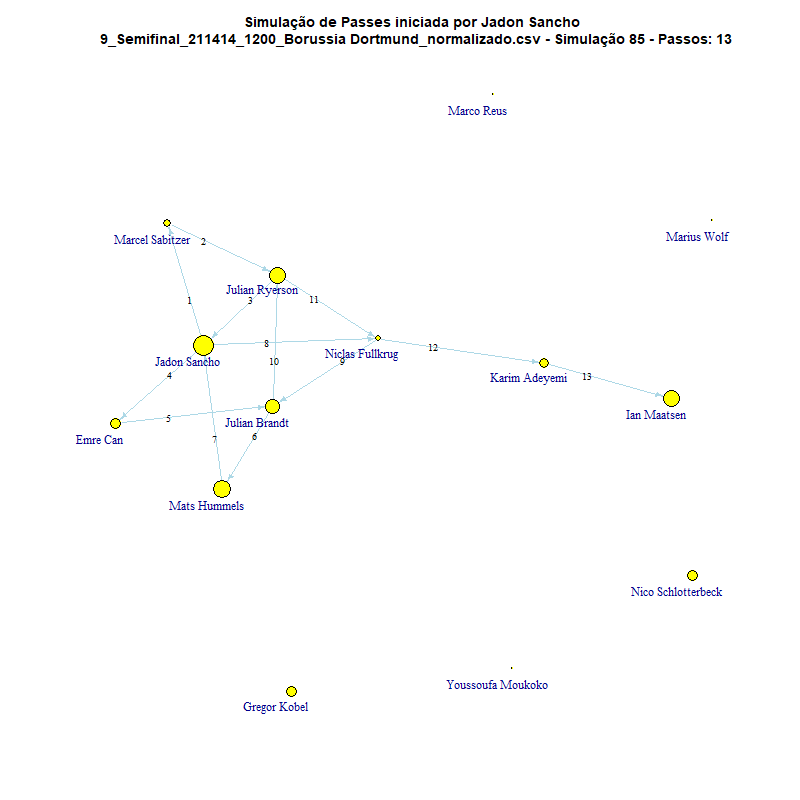 Simulação de Passes iniciada por Jadon Sancho
9_Semifinal_211414_1200_Borussia Dortmund_normalizado.csv - Simulação 85 - Passos: 13
Marco Reus
Marcel Sabitzer
2
Marius Wolf
Julian Ryerson
1
3
11
8
Niclas Fullkrug
12
Jadon Sancho
10
9
4
Karim Adeyemi
13
Ian Maatsen
5
Julian Brandt
Emre Can
7
6
Mats Hummels
Nico Schlotterbeck
Youssoufa Moukoko
Gregor Kobel